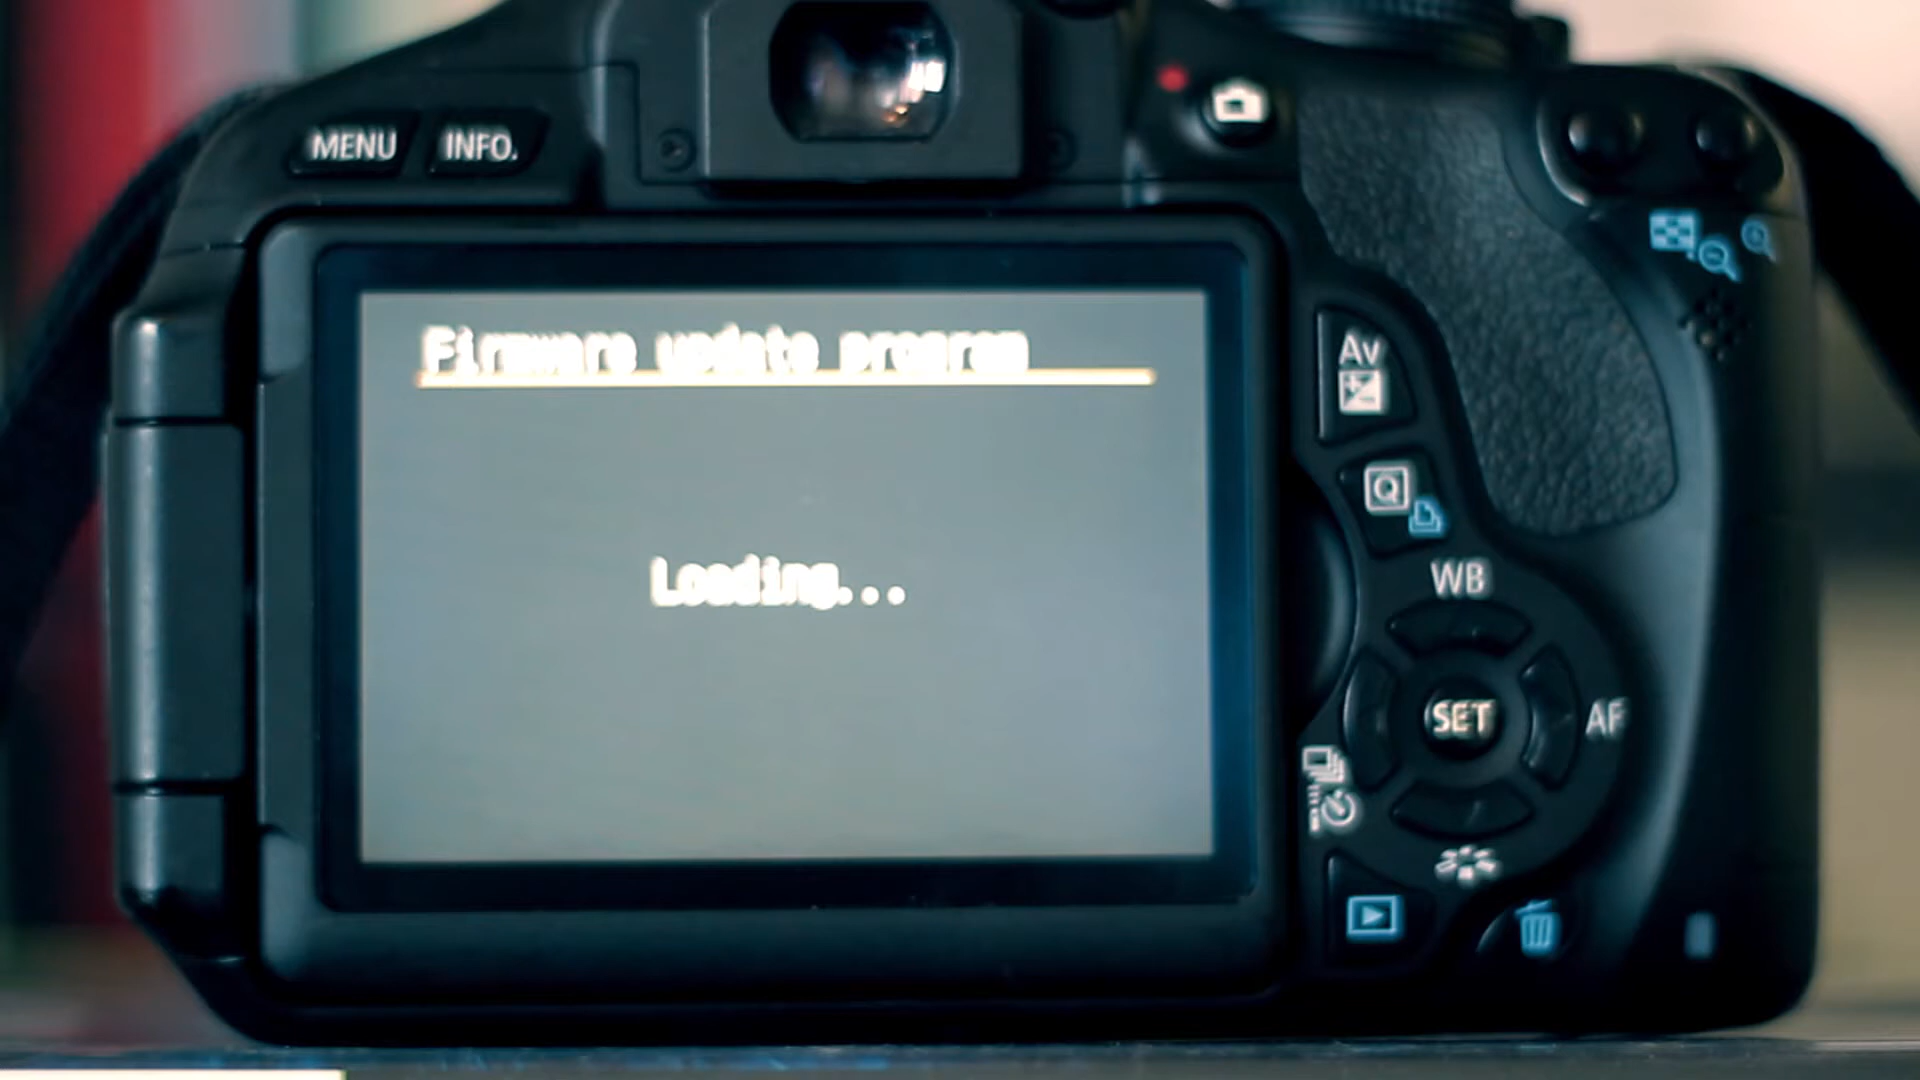 MENU INFO.
Firmware update program
Loading...
Av
Q
WB
SET
AF